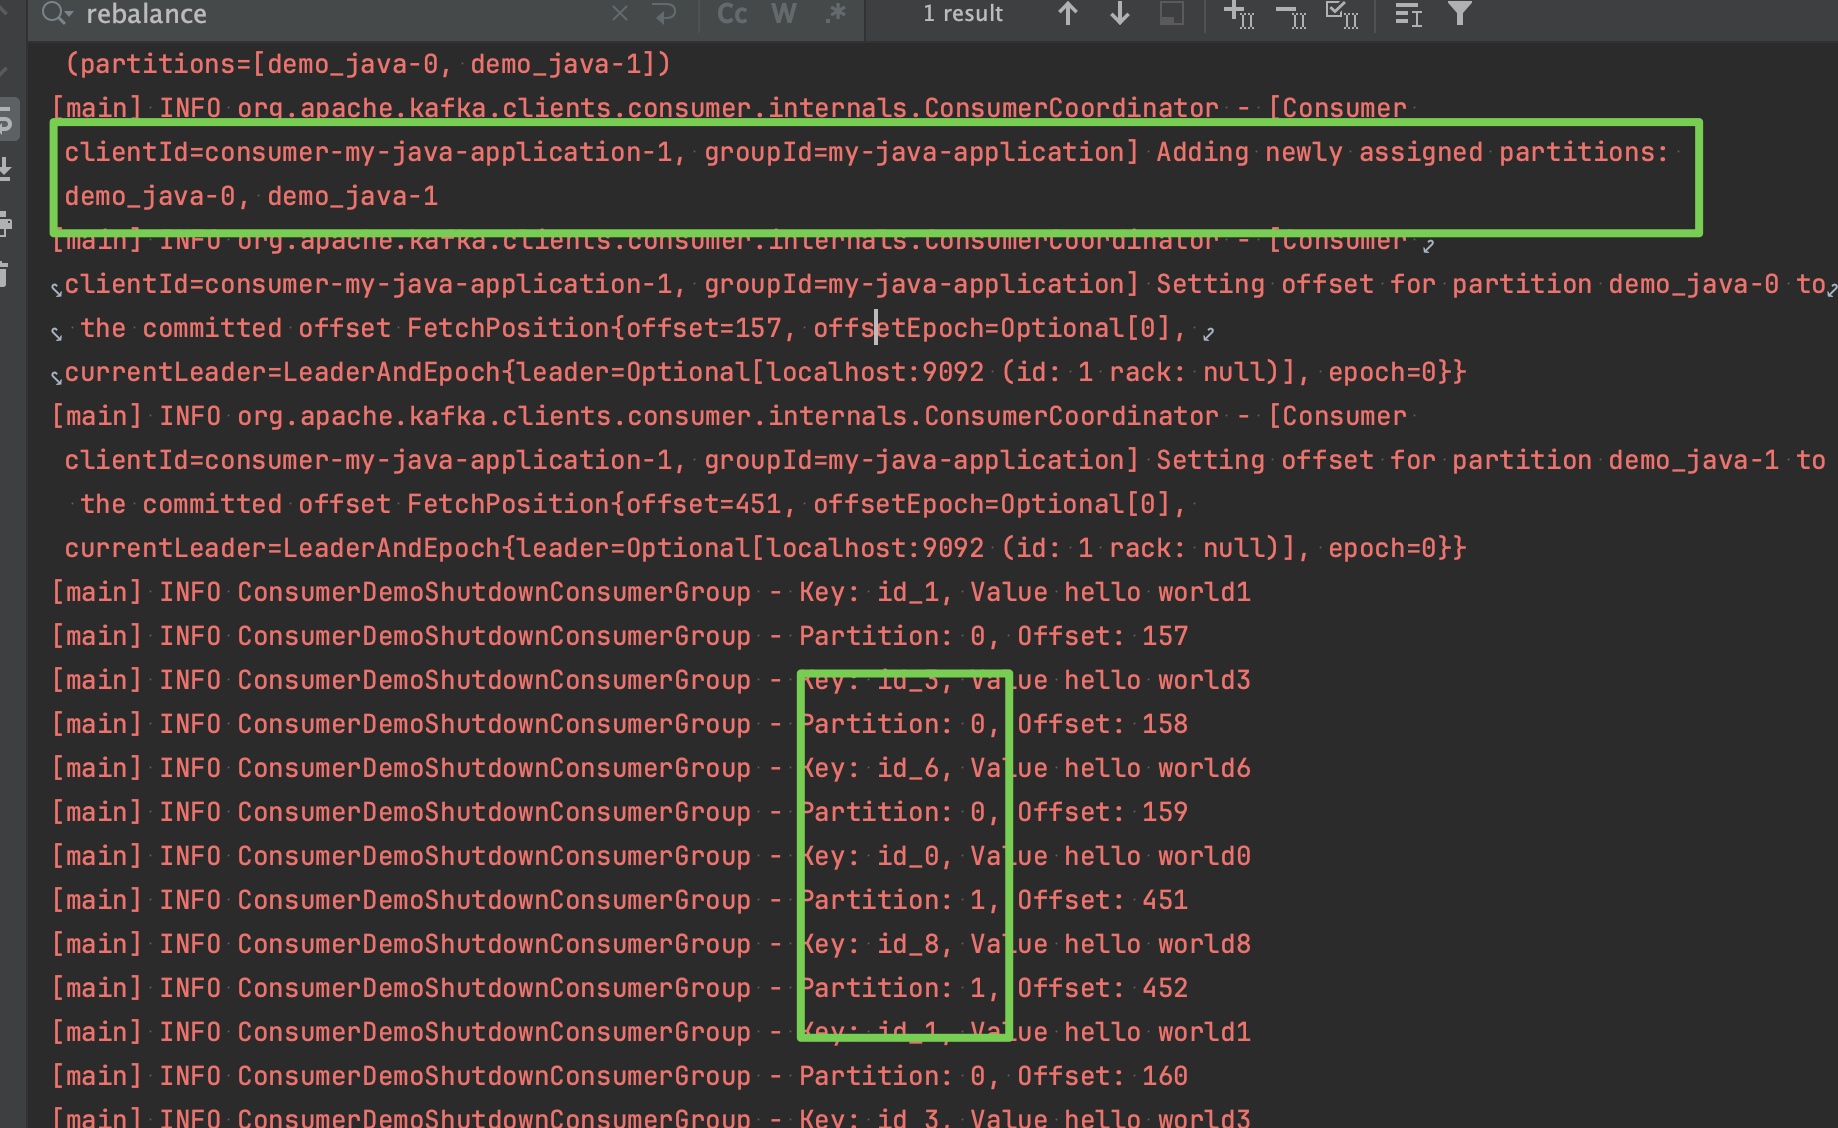 rebalance
Cc W .* 1 result
(partitions=[demo_java-0, demo_java-1])
[main] INFO org.apache.kafka.clients.consumer.internals.ConsumerCoordinator - [Consumer
clientId=consumer-my-java-application-1, groupId=my-java-application] Adding newly assigned partitions:
demo_java-0, demo_java-1
[main] INFO org.apache.kafka.clients.consumer.internals.ConsumerCoordinator - [Consumer
clientId=consumer-my-java-application-1, groupId=my-java-application] Setting offset for partition demo_java-0 to
the committed offset FetchPosition{offset=157, offsetEpoch=Optional[0],
currentLeader=LeaderAndEpoch{leader=Optional[localhost:9092 (id: 1 rack: null)], epoch=0}}
[main] INFO org.apache.kafka.clients.consumer.internals.ConsumerCoordinator - [Consumer
clientId=consumer-my-java-application-1, groupId=my-java-application] Setting offset for partition demo_java-1 to
the committed offset FetchPosition{offset=451, offsetEpoch=Optional[0],
currentLeader=LeaderAndEpoch{leader=Optional[localhost:9092 (id: 1 rack: null)], epoch=0}}
[main] INFO ConsumerDemoShutdownConsumerGroup - Key: id_1, Value hello world1
[main] INFO ConsumerDemoShutdownConsumerGroup - Partition: 0, Offset: 157
[main] INFO ConsumerDemoShutdownConsumerGroup - Key: id_3, Value hello world3
[main] INFO ConsumerDemoShutdownConsumerGroup - Partition: 0, Offset: 158
[main] INFO ConsumerDemoShutdownConsumerGroup - Key: id_6, Value hello world6
[main] INFO ConsumerDemoShutdownConsumerGroup - Partition: 0, Offset: 159
[main] INFO ConsumerDemoShutdownConsumerGroup - Key: id_0, Value hello world0
[main] INFO ConsumerDemoShutdownConsumerGroup - Partition: 1, Offset: 451
[main] INFO ConsumerDemoShutdownConsumerGroup - Key: id_8, Value hello world8
[main] INFO ConsumerDemoShutdownConsumerGroup - Partition: 1, Offset: 452
[main] INFO ConsumerDemoShutdownConsumerGroup - Key: id_1, Value hello world1
[main] INFO ConsumerDemoShutdownConsumerGroup - Partition: 0, Offset: 160
[main] INFO ConsumerDemoShutdownConsumerGroup - Key: id_3, Value hello world3